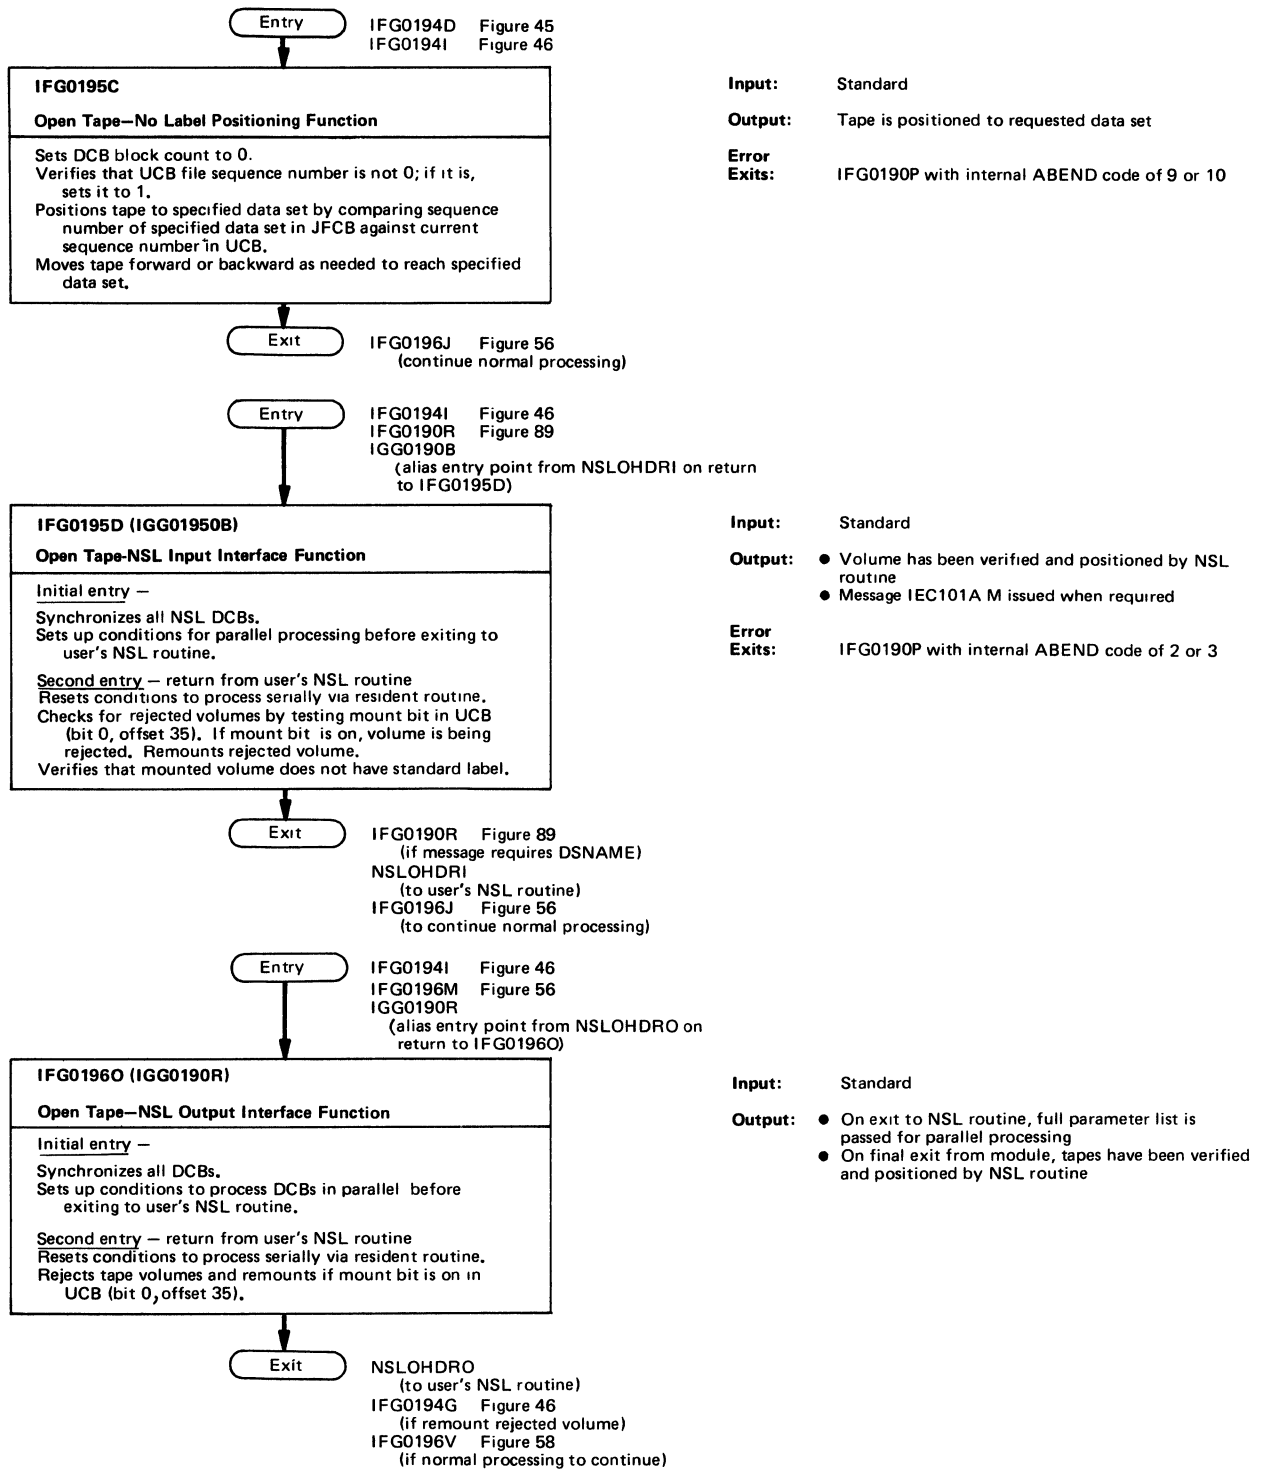 Entry
IFG0194D Figure 45
IFG0194I Figure 46
IFG0195C
Open Tape—No Label Positioning Function
Sets DCB block count to 0.
Verifies that UCB file sequence number is not 0; if it is,
sets it to 1.
Positions tape to specified data set by comparing sequence
number of specified data set in JFCB against current
sequence number in UCB.
Moves tape forward or backward as needed to reach specified
data set.
Input: Standard
Output: Tape is positioned to requested data set
Error
Exits: IFG0190P with internal ABEND code of 9 or 10
Exit
IFG0196J Figure 56
(continue normal processing)
Entry
IFG0194I Figure 46
IFG0190R Figure 89
IGG0190B
(alias entry point from NSLOHDRI on return
to IFG0195D)
IFG0195D (IGG01950B)
Open Tape-NSL Input Interface Function
Initial entry —
Synchronizes all NSL DCBs.
Sets up conditions for parallel processing before exiting to
user's NSL routine.
Second entry — return from user's NSL routine
Resets conditions to process serially via resident routine.
Checks for rejected volumes by testing mount bit in UCB
(bit 0, offset 35). If mount bit is on, volume is being
rejected. Remounts rejected volume.
Verifies that mounted volume does not have standard label.
Input: Standard
Output: ● Volume has been verified and positioned by NSL
routine
● Message IEC101A M issued when required
Error
Exits: IFG0190P with internal ABEND code of 2 or 3
Exit
IFG0190R Figure 89
(if message requires DSNAME)
NSLOHDRI
(to user's NSL routine)
IFG0196J Figure 56
(to continue normal processing)
Entry
IFG0194I Figure 46
IFG0196M Figure 56
IGG0190R
(alias entry point from NSLOHDRO on
return to IFG0196O)
IFG0196O (IGG0190R)
Open Tape—NSL Output Interface Function
Initial entry —
Synchronizes all DCBs.
Sets up conditions to process DCBs in parallel before
exiting to user's NSL routine.
Second entry — return from user's NSL routine
Resets conditions to process serially via resident routine.
Rejects tape volumes and remounts if mount bit is on in
UCB (bit 0, offset 35).
Input: Standard
Output: ● On exit to NSL routine, full parameter list is
passed for parallel processing
● On final exit from module, tapes have been verified
and positioned by NSL routine
Exit
NSLOHDRO
(to user's NSL routine)
IFG0194G Figure 46
(if remount rejected volume)
IFG0196V Figure 58
(if normal processing to continue)